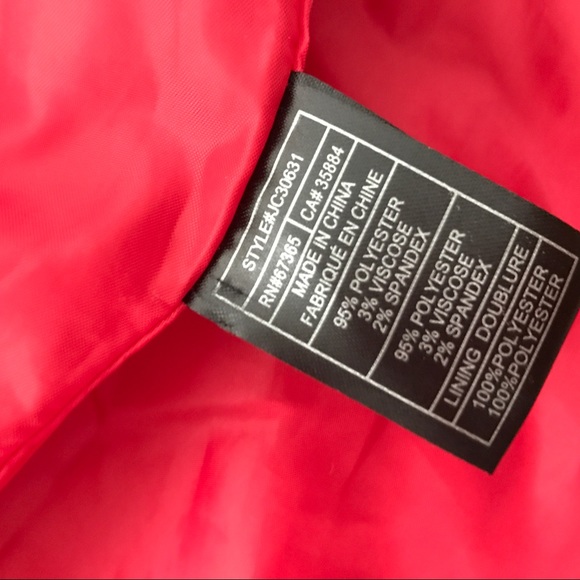 STYLE#JC30631
RN#67365 CA# 35884
MADE IN CHINA
FABRIQUÉ EN CHINE
95% POLYESTER
3% VISCOSE
2% SPANDEX
95% POLYESTER
3% VISCOSE
2% SPANDEX
LINING DOUBLURE
100%POLYESTER
100%POLYESTER